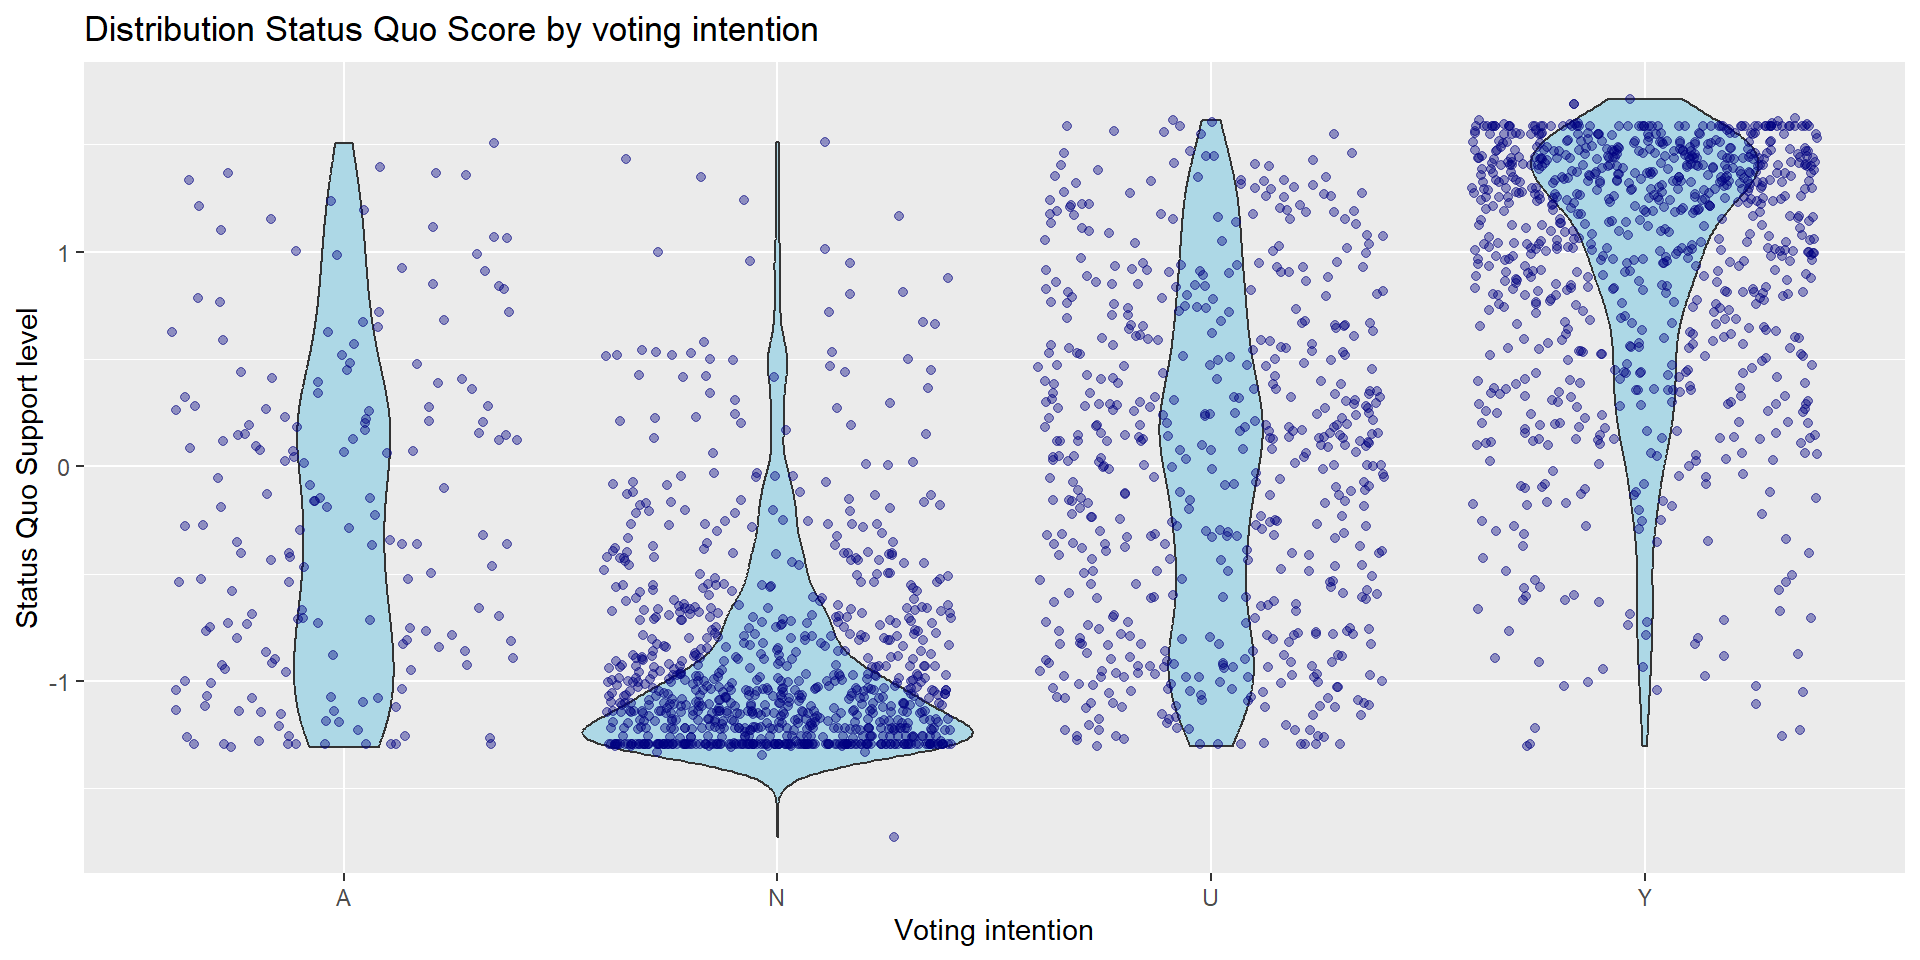 Distribution Status Quo Score by voting intention
Status Quo Support level
1
0
-1
A
N
U
Y
Voting intention